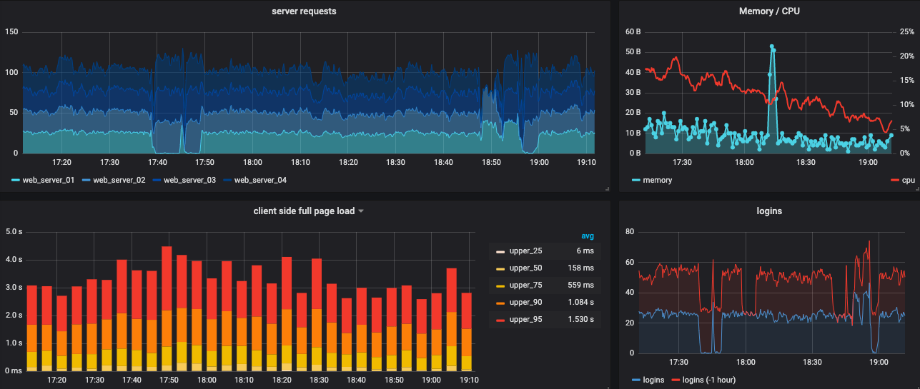 server requests
150
100
50
0
17:20 17:30 17:40 17:50 18:00 18:10 18:20 18:30 18:40 18:50 19:00 19:10
web_server_01 web_server_02 web_server_03 web_server_04
Memory / CPU
60 B 25%
50 B 20%
40 B
30 B 15%
20 B 10%
10 B 5%
0 B 0%
17:30 18:00 18:30 19:00
memory cpu
client side full page load
5.0 s
4.0 s
3.0 s
2.0 s
1.0 s
0 ms
17:20 17:30 17:40 17:50 18:00 18:10 18:20 18:30 18:40 18:50 19:00 19:10
avg
upper_25 6 ms
upper_50 158 ms
upper_75 559 ms
upper_90 1.084 s
upper_95 1.530 s
logins
80
60
40
20
0
17:30 18:00 18:30 19:00
logins logins (-1 hour)